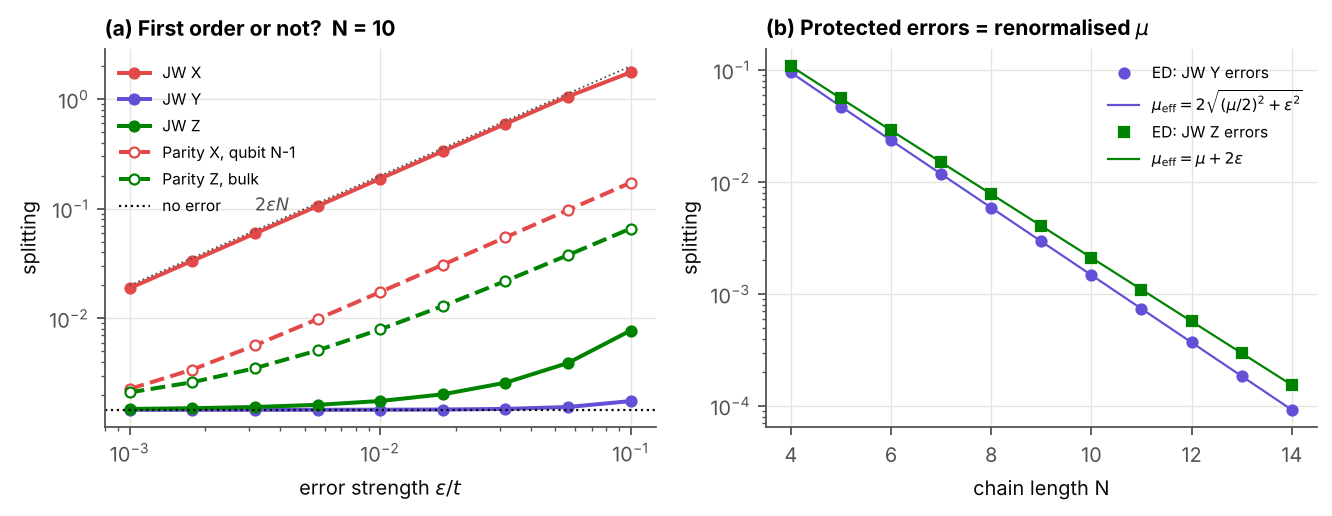 (a) First order or not? N = 10
JW X
JW Y
JW Z
Parity X, qubit N-1
Parity Z, bulk
no error
2εN
splitting
10⁰
10⁻¹
10⁻²
10⁻³
10⁻²
10⁻¹
error strength ε/t
(b) Protected errors = renormalised μ
ED: JW Y errors
μ_eff = 2√((μ/2)² + ε²)
ED: JW Z errors
μ_eff = μ + 2ε
splitting
10⁻¹
10⁻²
10⁻³
10⁻⁴
4
6
8
10
12
14
chain length N